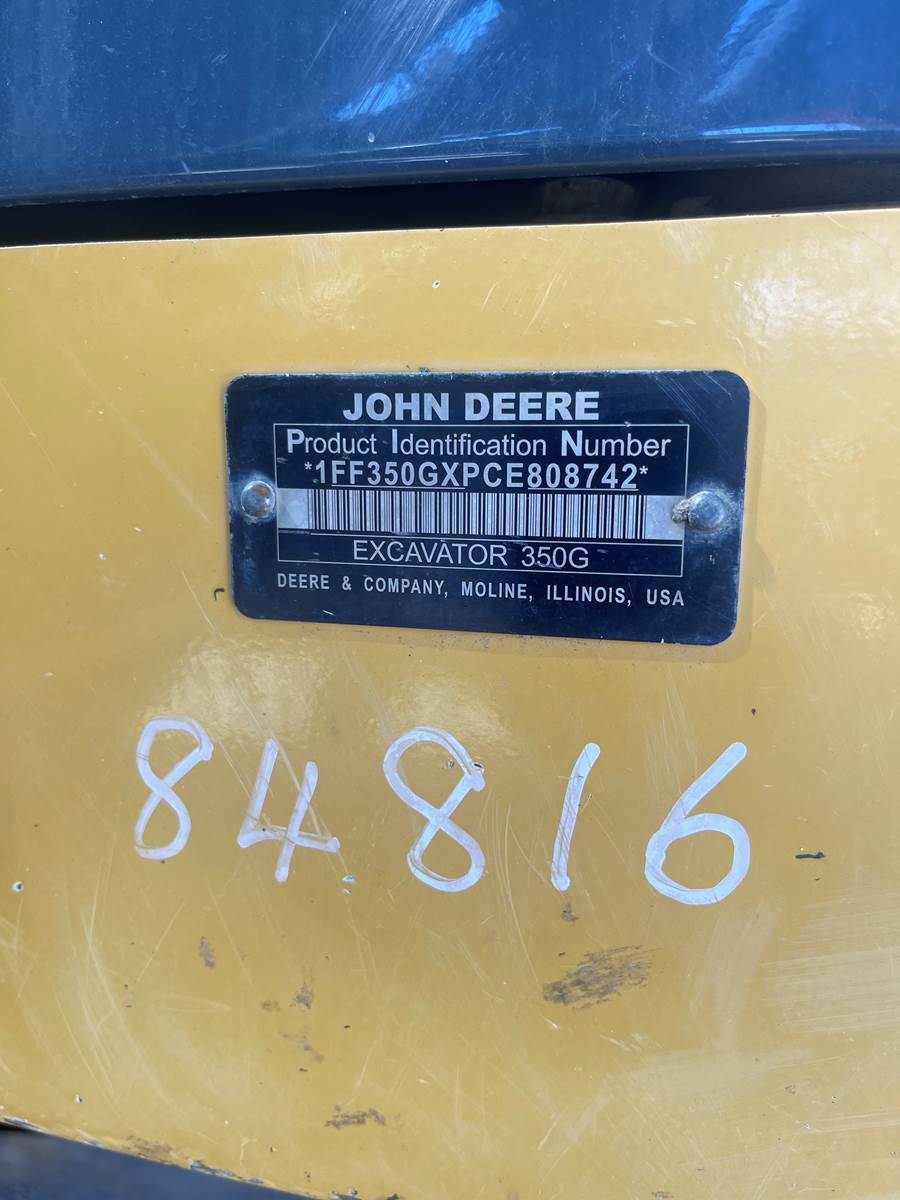 JOHN DEERE
Product Identification Number
*1FF350GXPCE808742*
EXCAVATOR 350G
DEERE & COMPANY, MOLINE, ILLINOIS, USA
84816